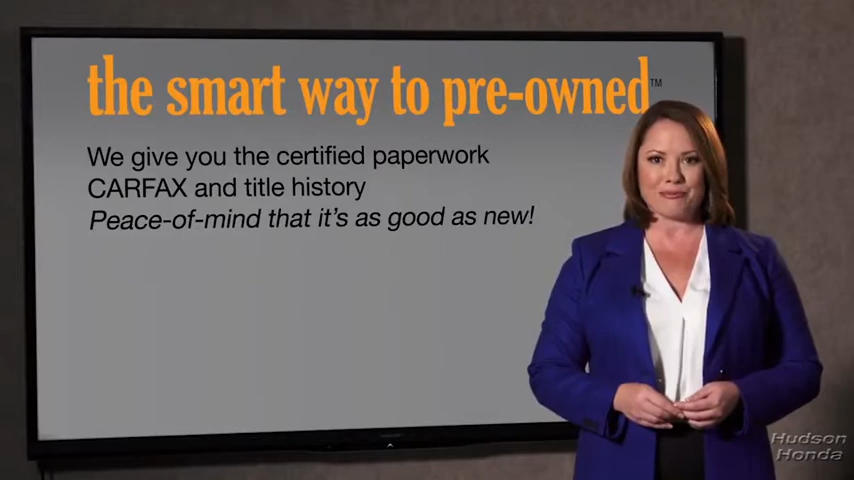 the smart way to pre-owned™
We give you the certified paperwork
CARFAX and title history
Peace-of-mind that it's as good as new!
Hudson
Honda